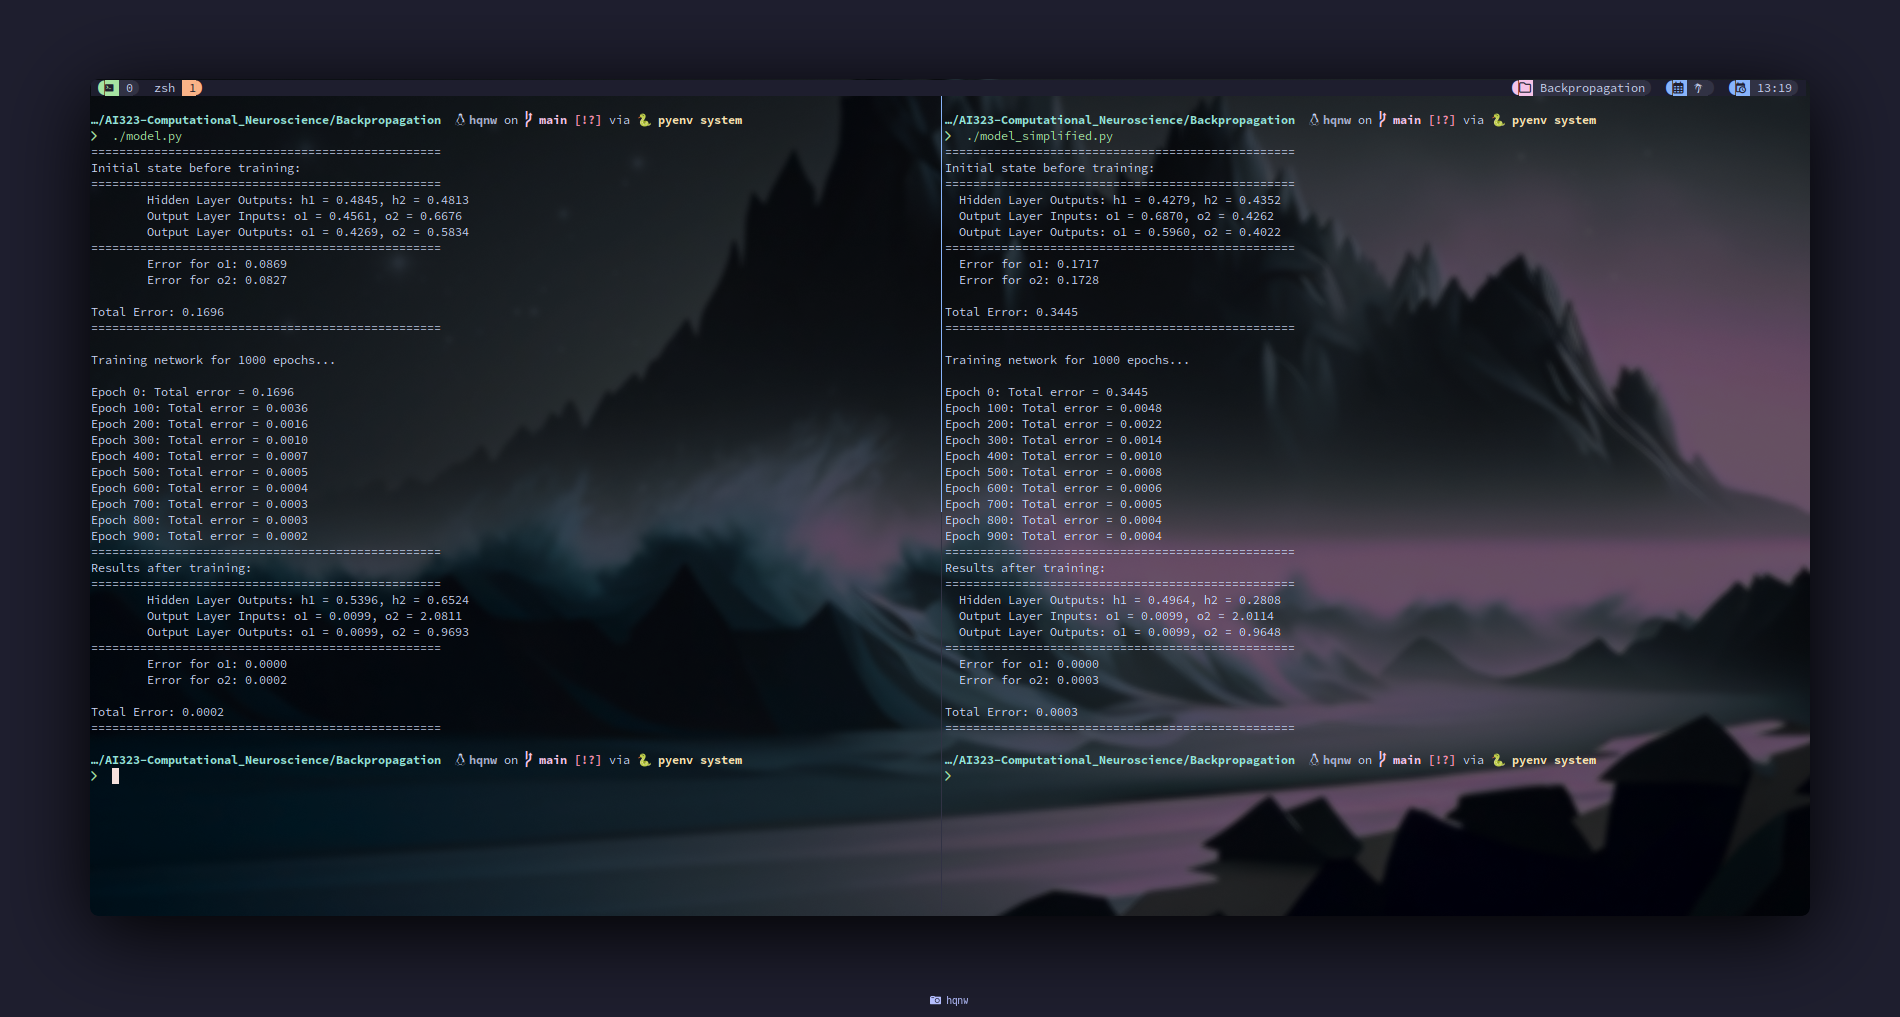 0 zsh 1
Backpropagation 13:19
…/AI323-Computational_Neuroscience/Backpropagation hqnw on main [!?] via pyenv system
❯ ./model.py
==================================================
Initial state before training:
==================================================
Hidden Layer Outputs: h1 = 0.4845, h2 = 0.4813
Output Layer Inputs: o1 = 0.4561, o2 = 0.6676
Output Layer Outputs: o1 = 0.4269, o2 = 0.5834
==================================================
Error for o1: 0.0869
Error for o2: 0.0827
Total Error: 0.1696
==================================================
Training network for 1000 epochs...
Epoch 0: Total error = 0.1696
Epoch 100: Total error = 0.0036
Epoch 200: Total error = 0.0016
Epoch 300: Total error = 0.0010
Epoch 400: Total error = 0.0007
Epoch 500: Total error = 0.0005
Epoch 600: Total error = 0.0004
Epoch 700: Total error = 0.0003
Epoch 800: Total error = 0.0003
Epoch 900: Total error = 0.0002
==================================================
Results after training:
==================================================
Hidden Layer Outputs: h1 = 0.5396, h2 = 0.6524
Output Layer Inputs: o1 = 0.0099, o2 = 2.0811
Output Layer Outputs: o1 = 0.0099, o2 = 0.9693
==================================================
Error for o1: 0.0000
Error for o2: 0.0002
Total Error: 0.0002
==================================================
…/AI323-Computational_Neuroscience/Backpropagation hqnw on main [!?] via pyenv system
❯
…/AI323-Computational_Neuroscience/Backpropagation hqnw on main [!?] via pyenv system
❯ ./model_simplified.py
==================================================
Initial state before training:
==================================================
Hidden Layer Outputs: h1 = 0.4279, h2 = 0.4352
Output Layer Inputs: o1 = 0.6870, o2 = 0.4262
Output Layer Outputs: o1 = 0.5960, o2 = 0.4022
==================================================
Error for o1: 0.1717
Error for o2: 0.1728
Total Error: 0.3445
==================================================
Training network for 1000 epochs...
Epoch 0: Total error = 0.3445
Epoch 100: Total error = 0.0048
Epoch 200: Total error = 0.0022
Epoch 300: Total error = 0.0014
Epoch 400: Total error = 0.0010
Epoch 500: Total error = 0.0008
Epoch 600: Total error = 0.0006
Epoch 700: Total error = 0.0005
Epoch 800: Total error = 0.0004
Epoch 900: Total error = 0.0004
==================================================
Results after training:
==================================================
Hidden Layer Outputs: h1 = 0.4964, h2 = 0.2808
Output Layer Inputs: o1 = 0.0099, o2 = 2.0114
Output Layer Outputs: o1 = 0.0099, o2 = 0.9648
==================================================
Error for o1: 0.0000
Error for o2: 0.0003
Total Error: 0.0003
==================================================
…/AI323-Computational_Neuroscience/Backpropagation hqnw on main [!?] via pyenv system
❯
hqnw